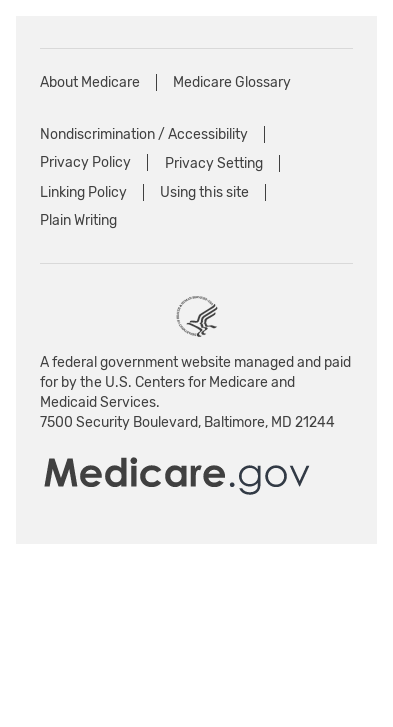 About Medicare | Medicare Glossary
Nondiscrimination / Accessibility |
Privacy Policy | Privacy Setting |
Linking Policy | Using this site |
Plain Writing
A federal government website managed and paid
for by the U.S. Centers for Medicare and
Medicaid Services.
7500 Security Boulevard, Baltimore, MD 21244
Medicare.gov